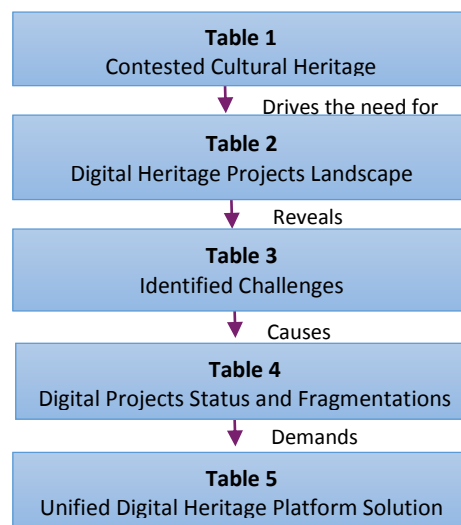 Table 1
Contested Cultural Heritage
Drives the need for
Table 2
Digital Heritage Projects Landscape
Reveals
Table 3
Identified Challenges
Causes
Table 4
Digital Projects Status and Fragmentations
Demands
Table 5
Unified Digital Heritage Platform Solution